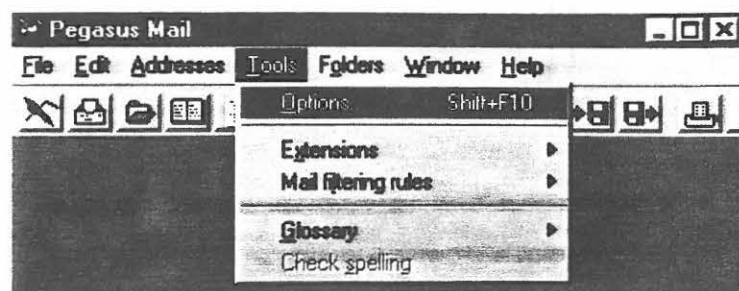 Pegasus Mail
File Edit Addresses Tools Folders Window Help
Options Shift+F10
Extensions
Mail filtering rules
Glossary
Check spelling